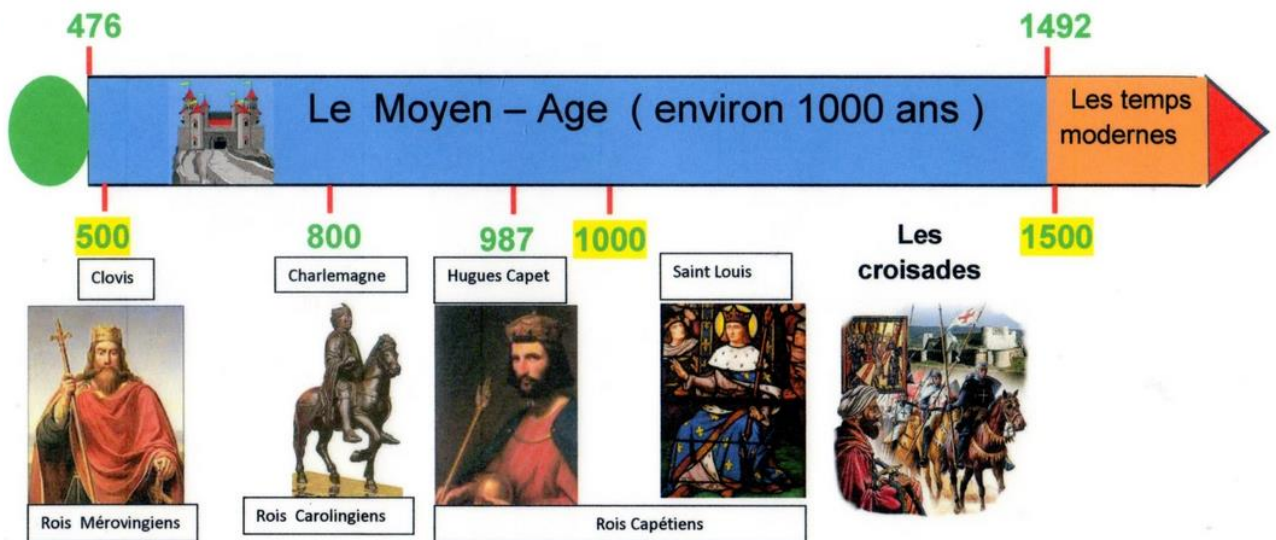 476
1492
Le Moyen – Age ( environ 1000 ans )
Les temps
modernes
500
800
987
1000
Les
croisades
1500
Clovis
Charlemagne
Hugues Capet
Saint Louis
Rois Mérovingiens
Rois Carolingiens
Rois Capétiens